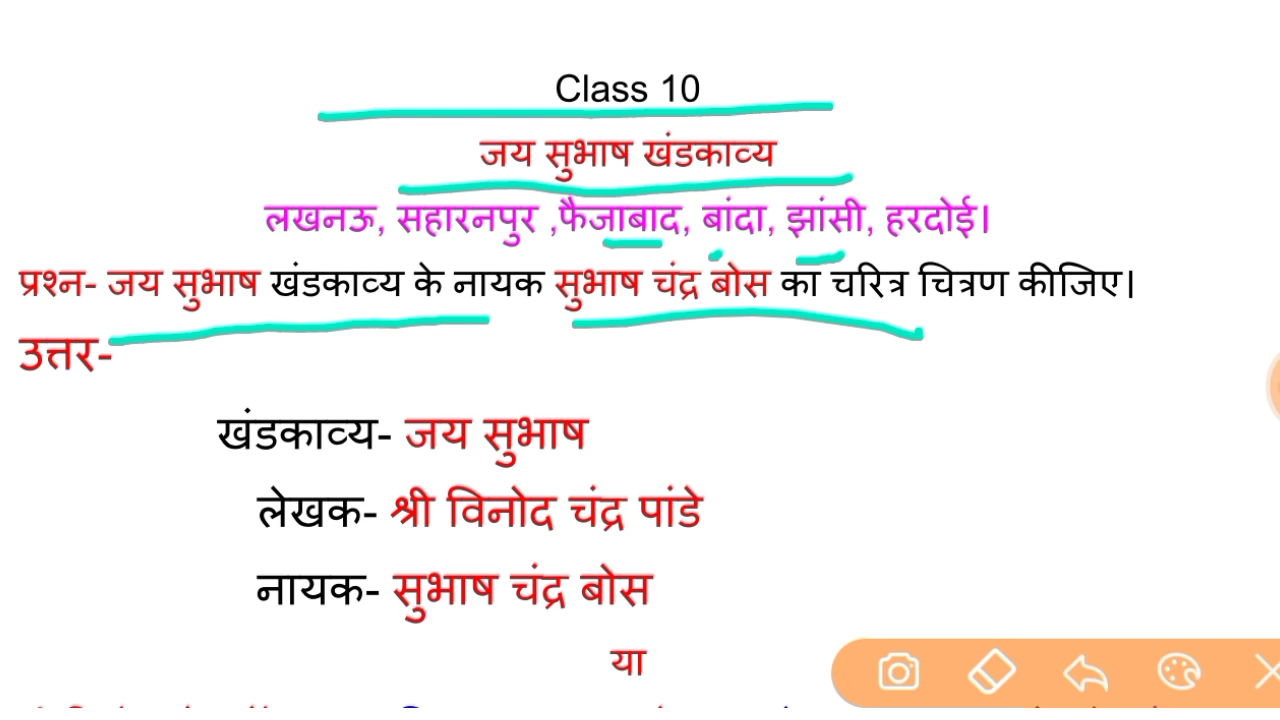 Class 10
जय सुभाष खंडकाव्य
लखनऊ, सहारनपुर ,फैजाबाद, बांदा, झांसी, हरदोई।
प्रश्न- जय सुभाष खंडकाव्य के नायक सुभाष चंद्र बोस का चरित्र चित्रण कीजिए।
उत्तर-
खंडकाव्य- जय सुभाष
लेखक- श्री विनोद चंद्र पांडे
नायक- सुभाष चंद्र बोस
या